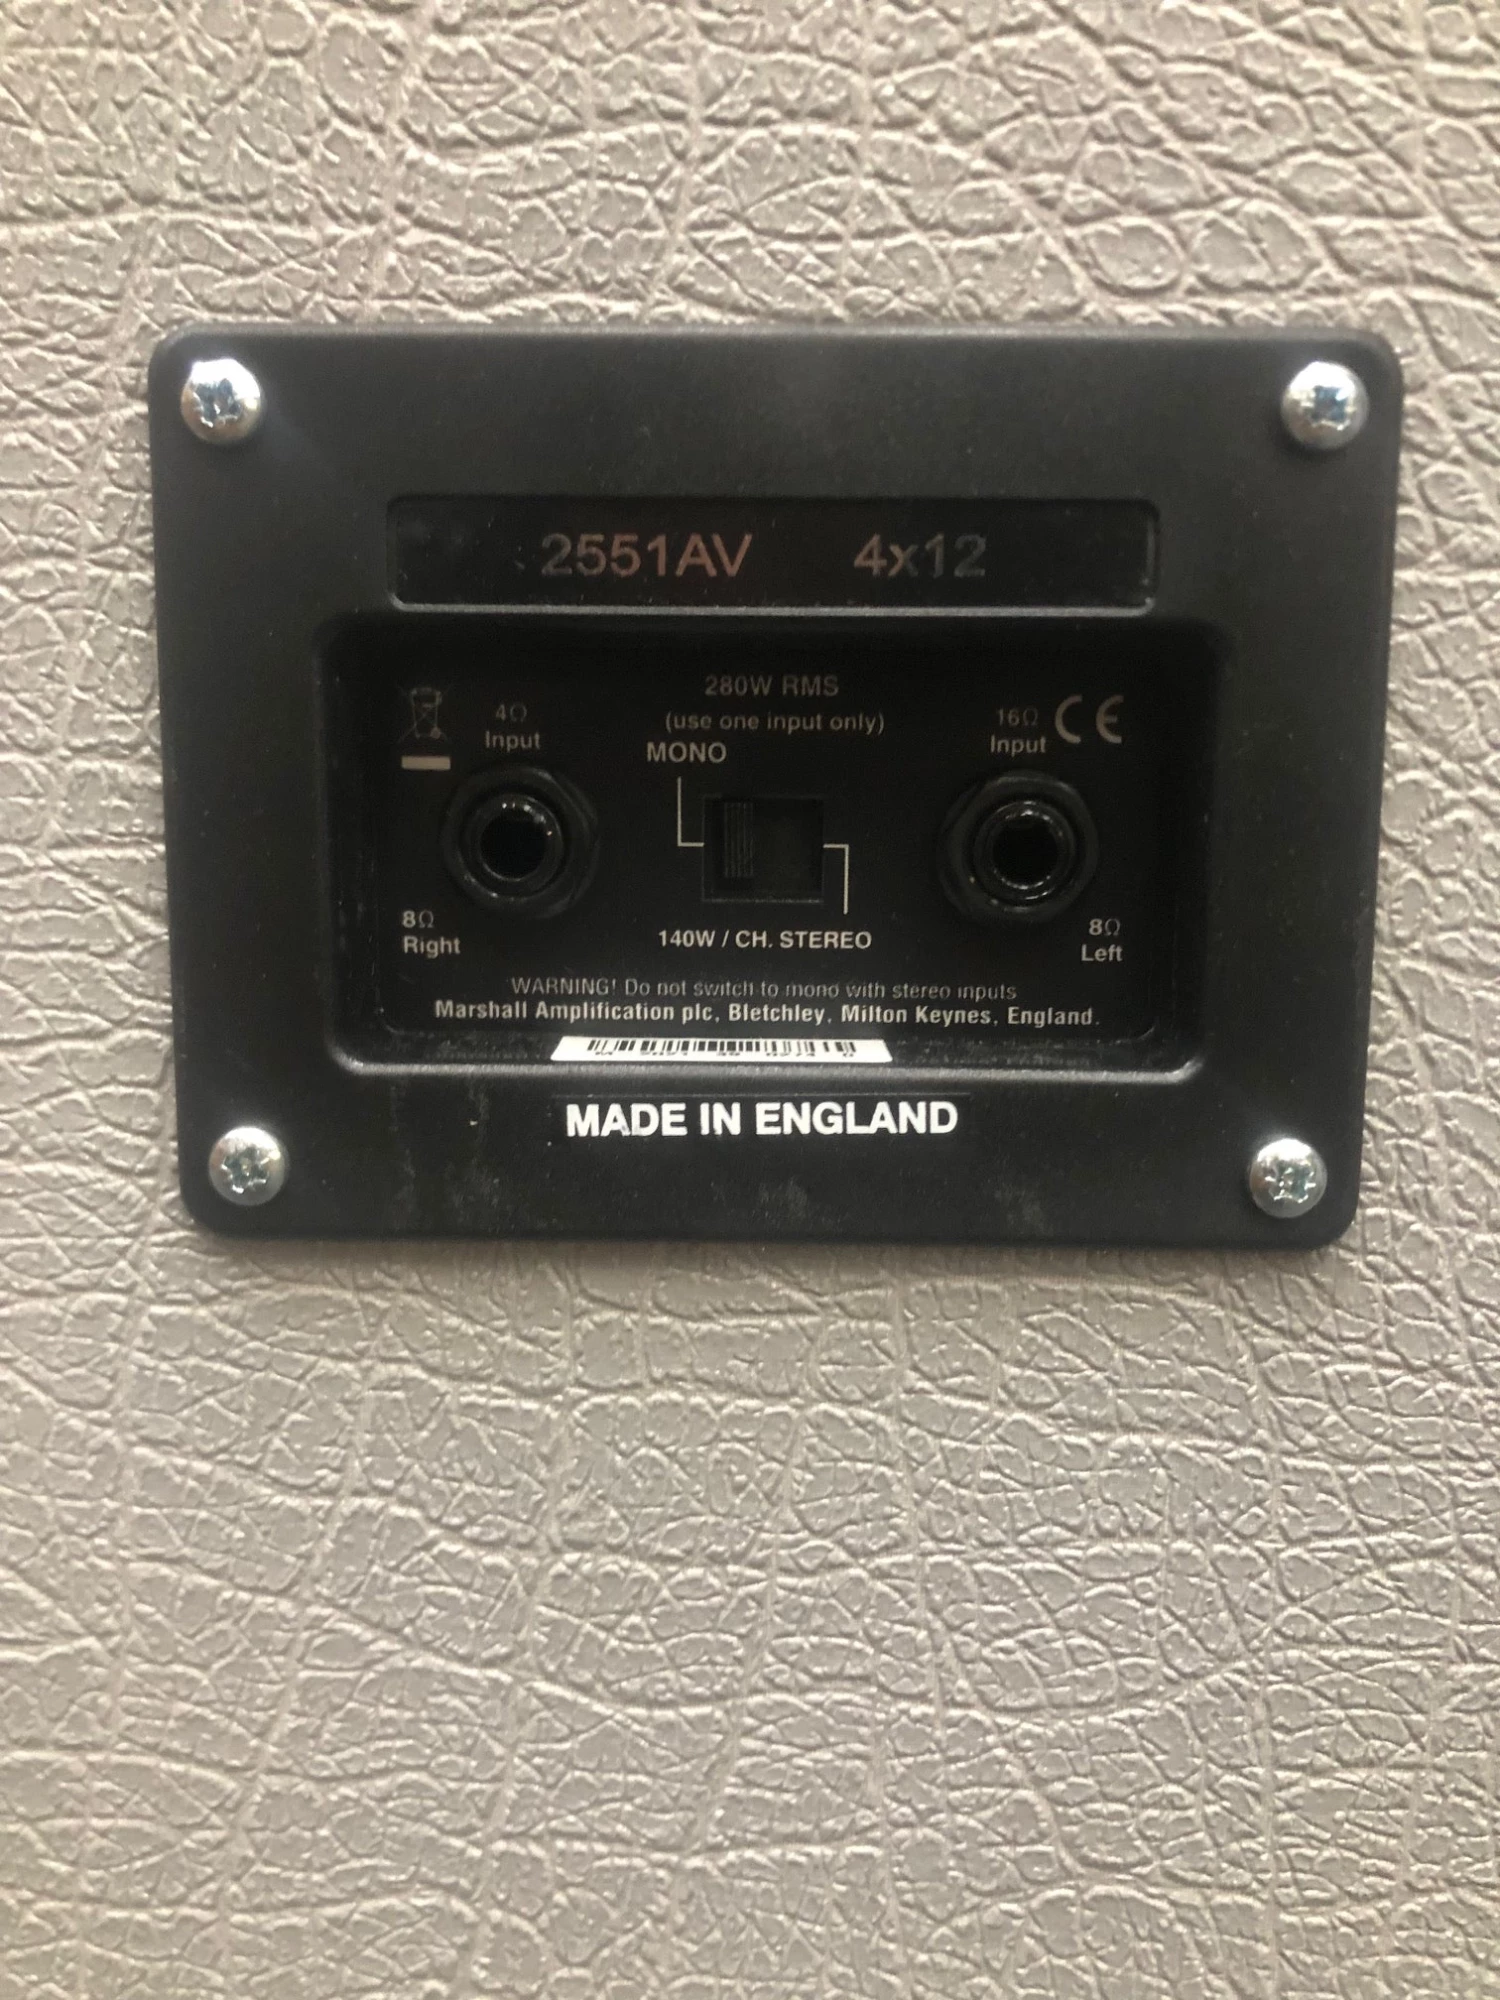 2551AV 4x12
280W RMS
(use one input only)
4Ω
Input
MONO
16Ω
Input
CE
8Ω
Right
140W / CH. STEREO
8Ω
Left
WARNING! Do not switch to mono with stereo inputs
Marshall Amplification plc, Bletchley, Milton Keynes, England.
MADE IN ENGLAND